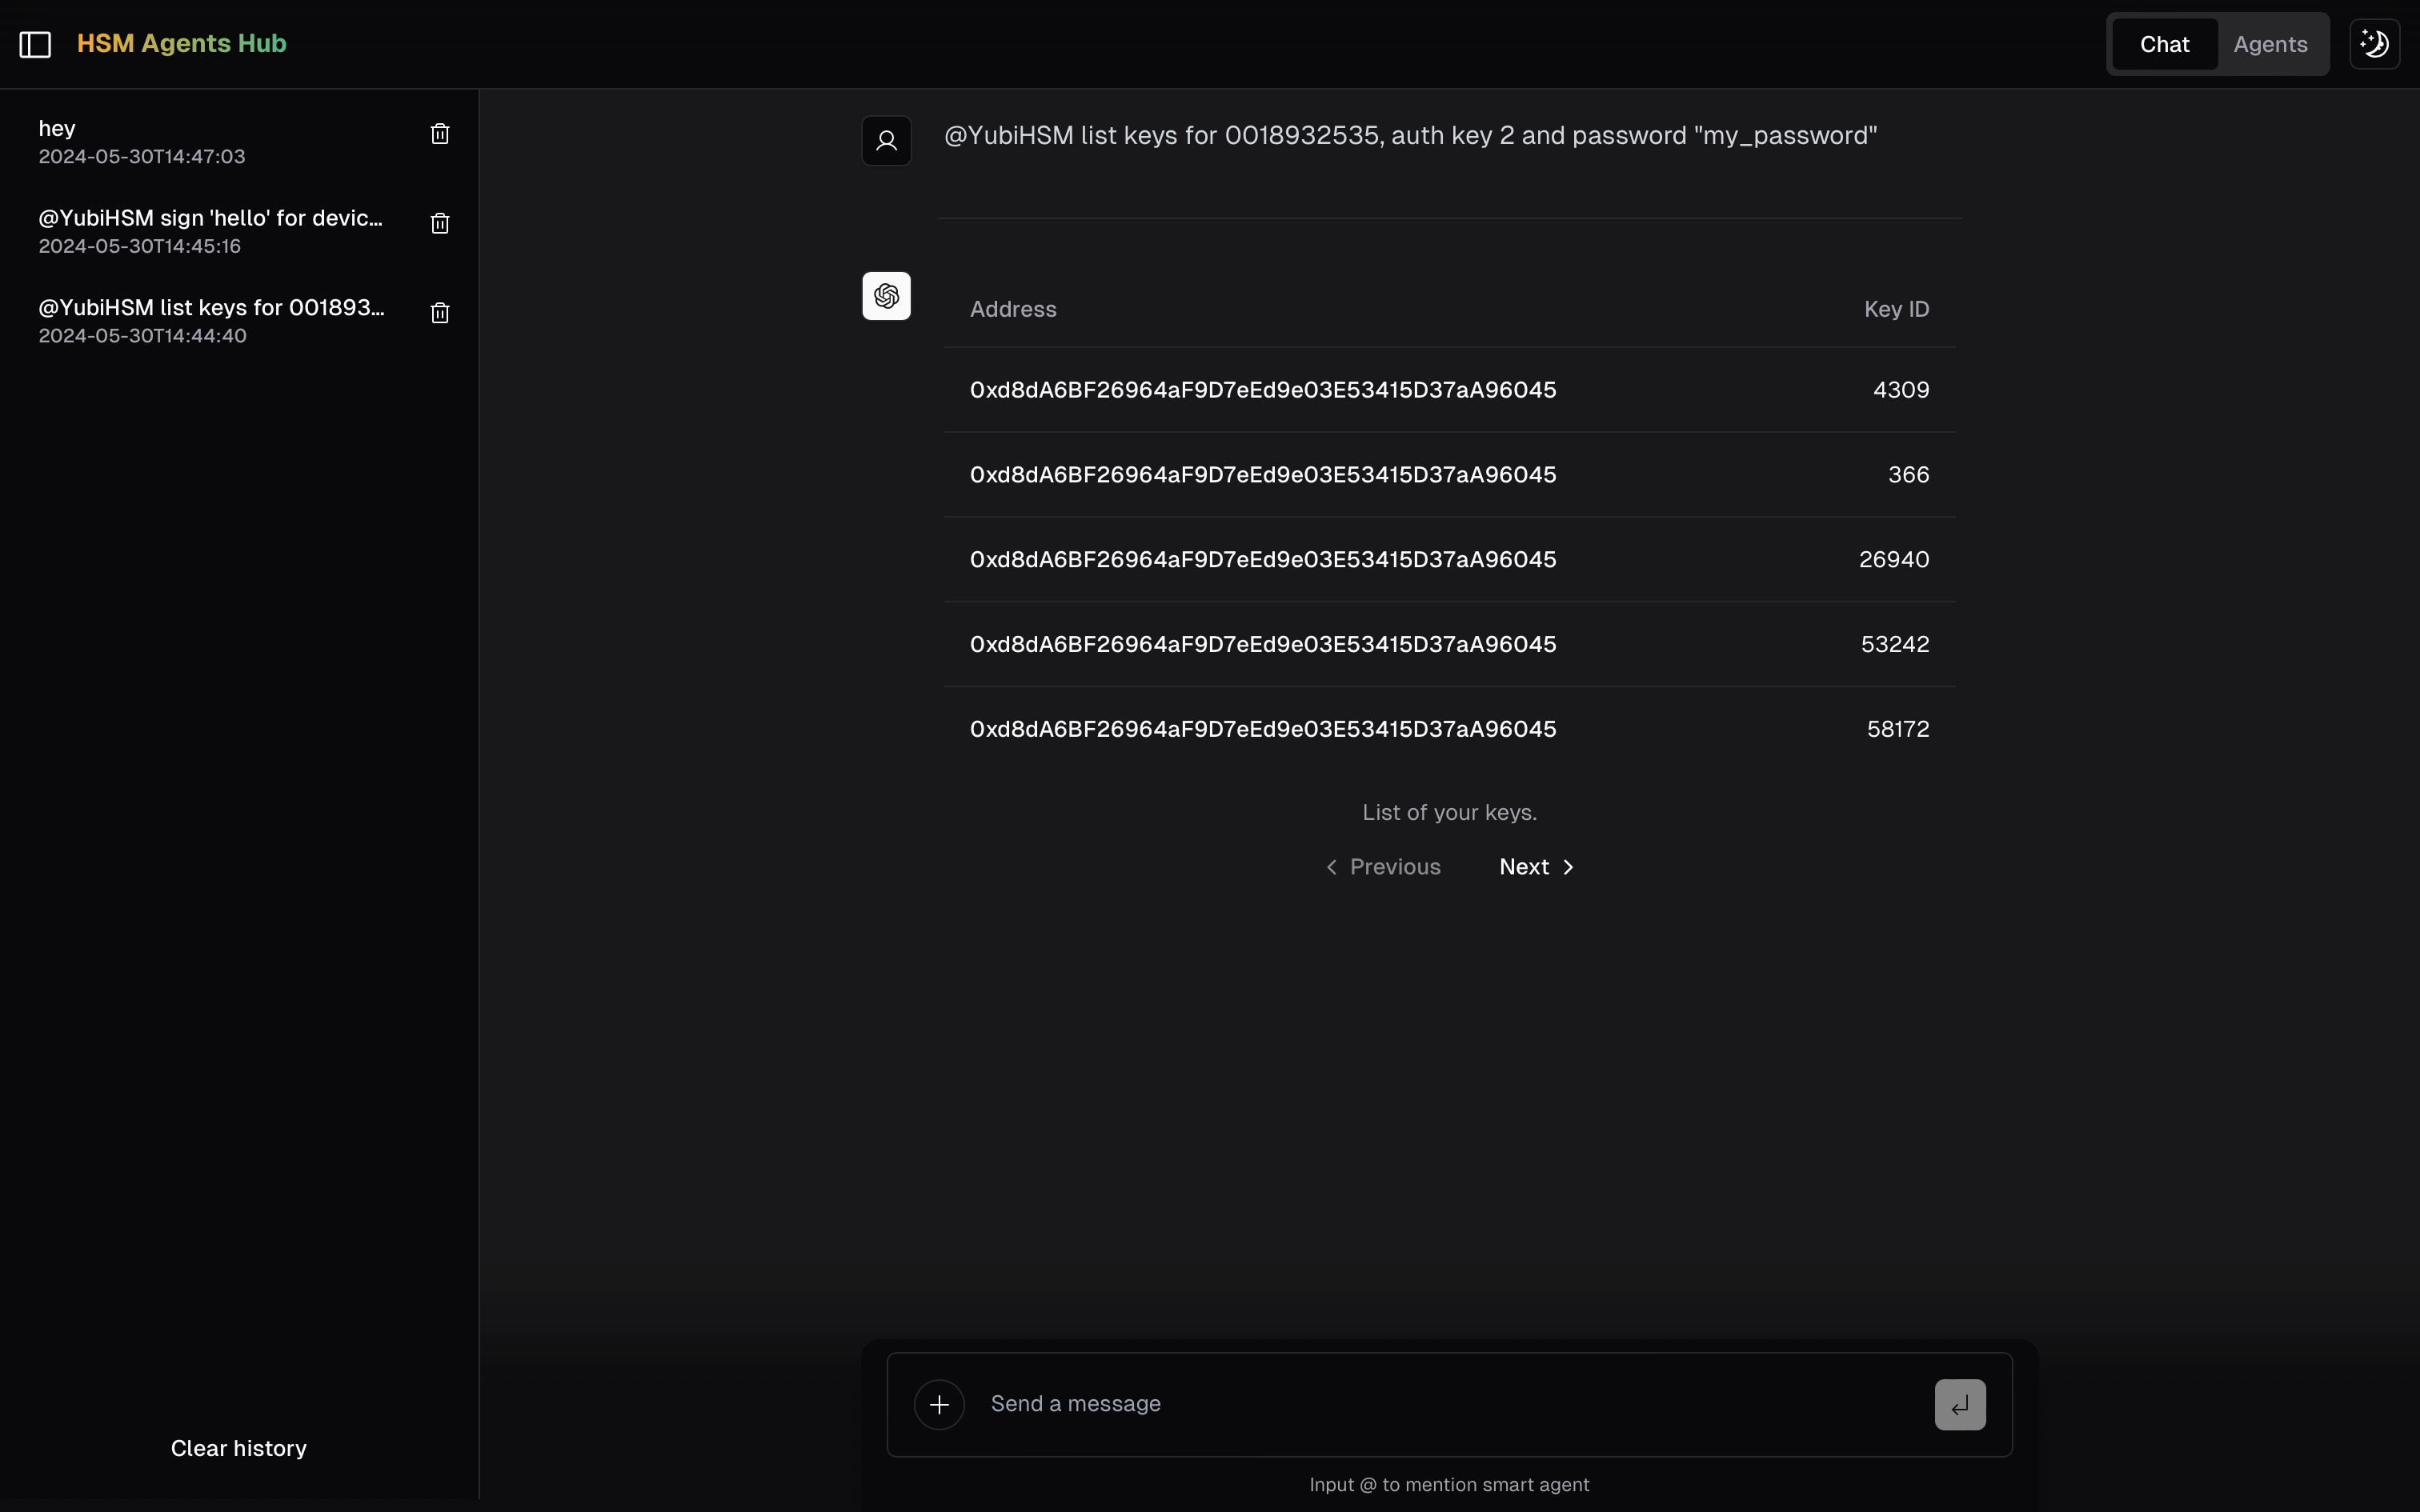 HSM Agents Hub
Chat
Agents
hey
2024-05-30T14:47:03
@YubiHSM sign 'hello' for devic...
2024-05-30T14:45:16
@YubiHSM list keys for 001893...
2024-05-30T14:44:40
Clear history
@YubiHSM list keys for 0018932535, auth key 2 and password "my_password"
Address Key ID
0xd8dA6BF26964aF9D7eEd9e03E53415D37aA96045 4309
0xd8dA6BF26964aF9D7eEd9e03E53415D37aA96045 366
0xd8dA6BF26964aF9D7eEd9e03E53415D37aA96045 26940
0xd8dA6BF26964aF9D7eEd9e03E53415D37aA96045 53242
0xd8dA6BF26964aF9D7eEd9e03E53415D37aA96045 58172
List of your keys.
Previous Next
Send a message
Input @ to mention smart agent